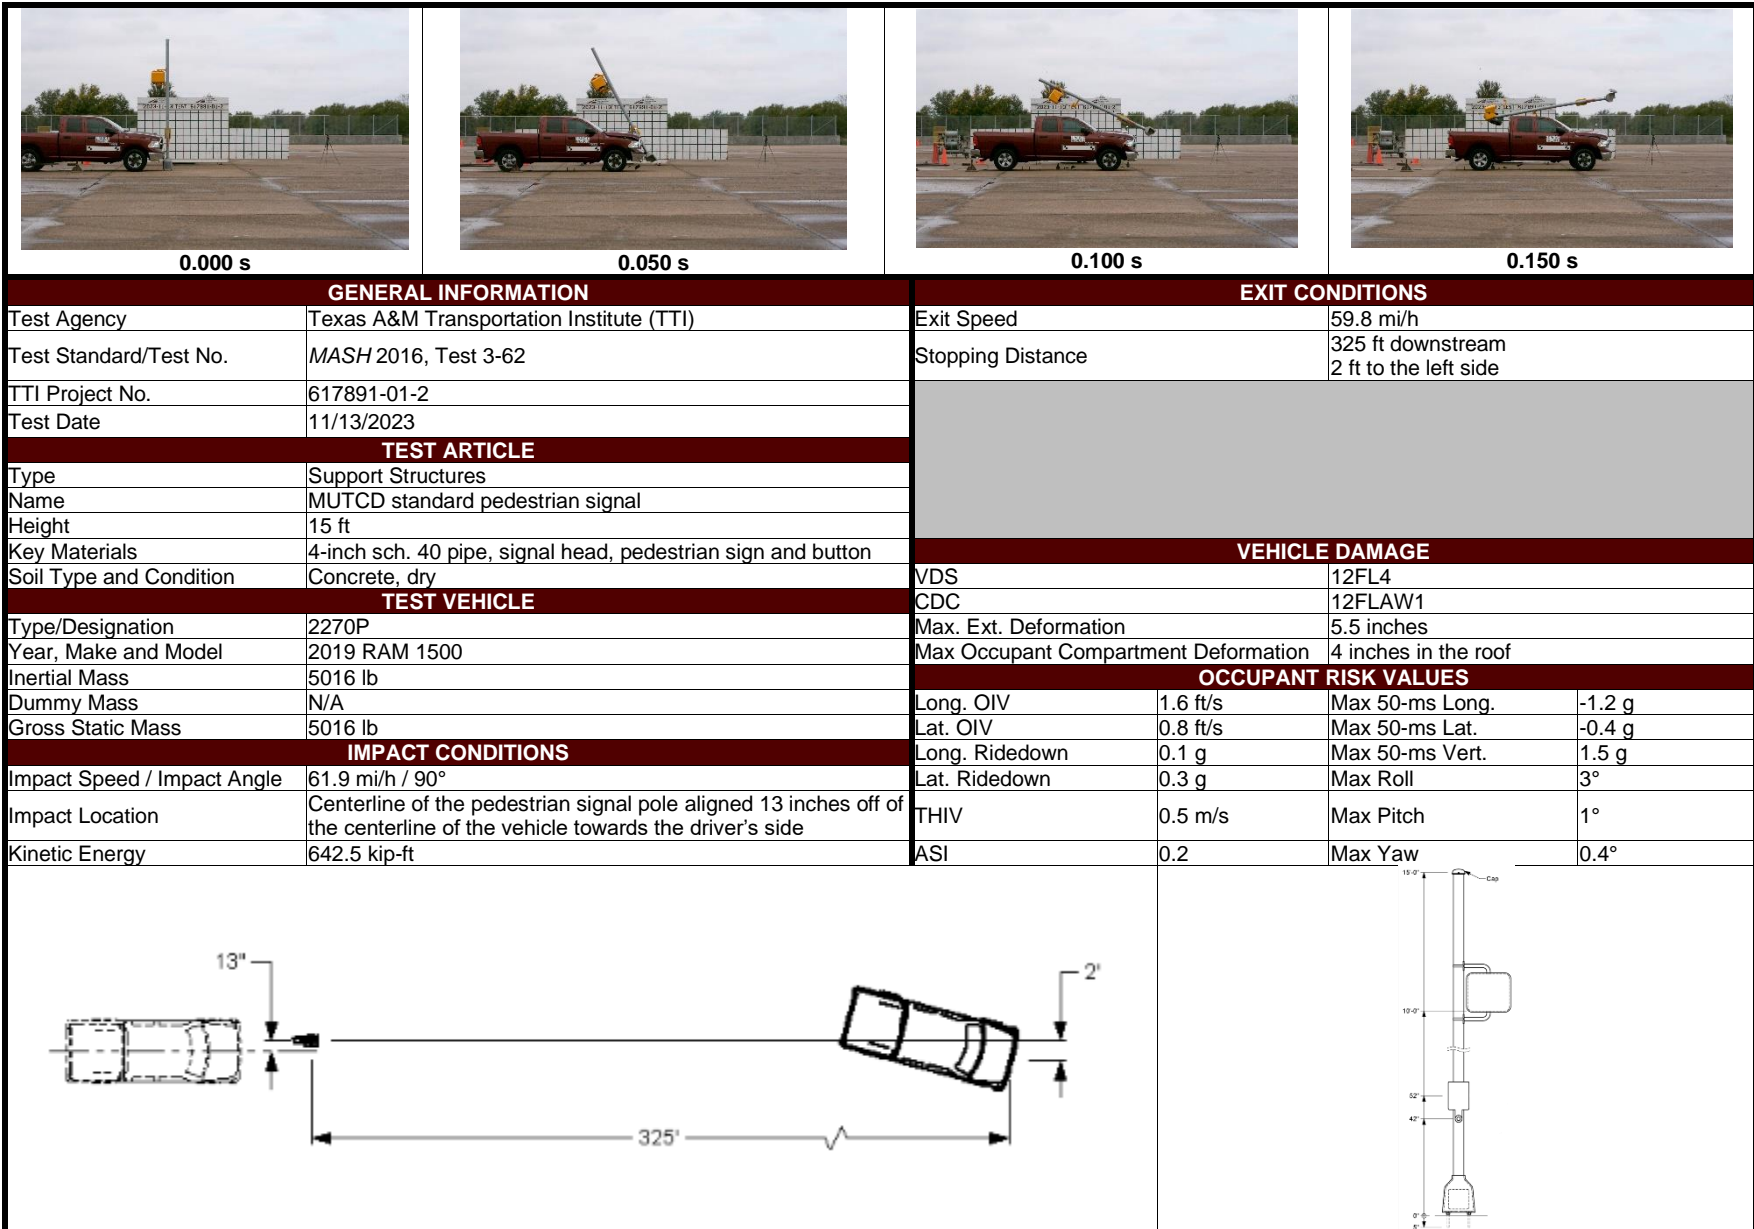 0.000 s
0.050 s
0.100 s
0.150 s
GENERAL INFORMATION
Test Agency Texas A&M Transportation Institute (TTI)
Test Standard/Test No. MASH 2016, Test 3-62
TTI Project No. 617891-01-2
Test Date 11/13/2023
TEST ARTICLE
Type Support Structures
Name MUTCD standard pedestrian signal
Height 15 ft
Key Materials 4-inch sch. 40 pipe, signal head, pedestrian sign and button
Soil Type and Condition Concrete, dry
TEST VEHICLE
Type/Designation 2270P
Year, Make and Model 2019 RAM 1500
Inertial Mass 5016 lb
Dummy Mass N/A
Gross Static Mass 5016 lb
IMPACT CONDITIONS
Impact Speed / Impact Angle 61.9 mi/h / 90°
Impact Location Centerline of the pedestrian signal pole aligned 13 inches off of
the centerline of the vehicle towards the driver's side
Kinetic Energy 642.5 kip-ft
EXIT CONDITIONS
Exit Speed 59.8 mi/h
Stopping Distance 325 ft downstream
2 ft to the left side
VEHICLE DAMAGE
VDS 12FL4
CDC 12FLAW1
Max. Ext. Deformation 5.5 inches
Max Occupant Compartment Deformation 4 inches in the roof
OCCUPANT RISK VALUES
Long. OIV 1.6 ft/s Max 50-ms Long. -1.2 g
Lat. OIV 0.8 ft/s Max 50-ms Lat. -0.4 g
Long. Ridedown 0.1 g Max 50-ms Vert. 1.5 g
Lat. Ridedown 0.3 g Max Roll 3°
THIV 0.5 m/s Max Pitch 1°
ASI 0.2 Max Yaw 0.4°
13"
2'
325'
15'-0"
Cap
10'-0"
52"
42"
0"